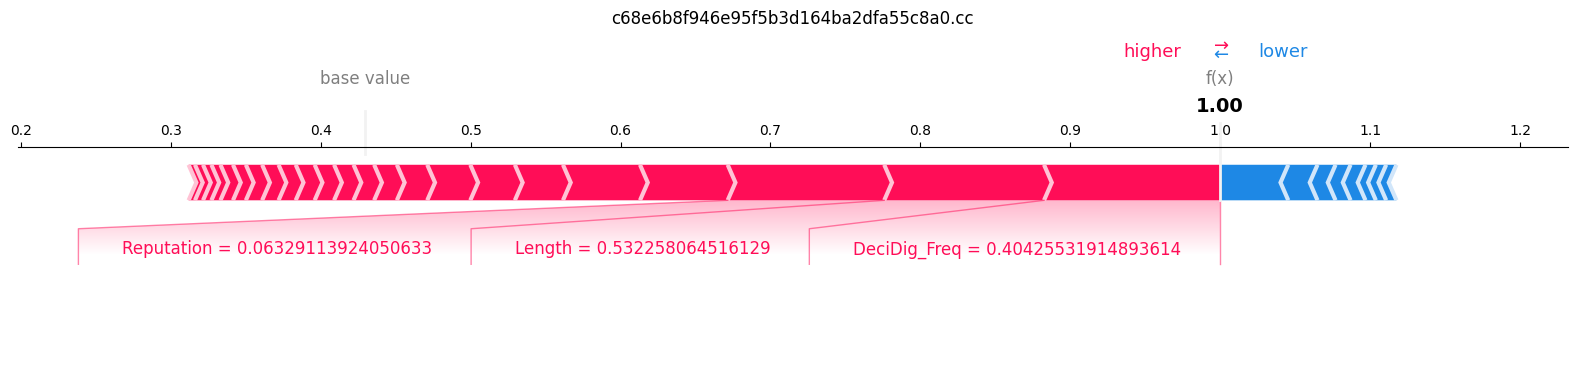 c68e6b8f946e95f5b3d164ba2dfa55c8a0.cc
higher ⇄ lower
base value f(x)
1.00
0.2 0.3 0.4 0.5 0.6 0.7 0.8 0.9 1.0 1.1 1.2
Reputation = 0.06329113924050633 Length = 0.532258064516129 DeciDig_Freq = 0.40425531914893614